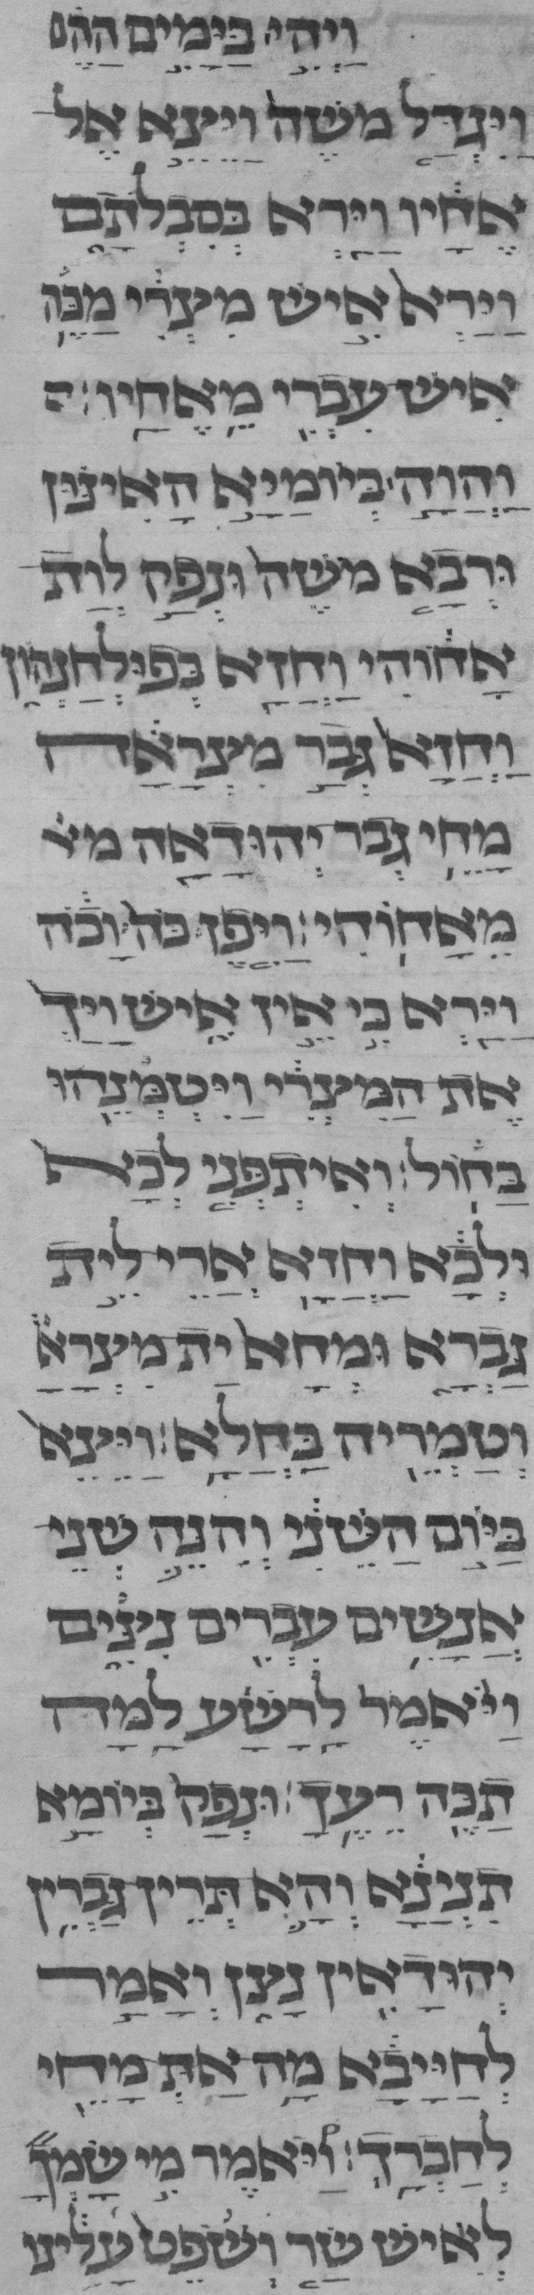 ויהי בימים ההם
ויגדל משה ויצא אל
אחיו וירא בסבלתם
וירא איש מצרי מכה
איש עברי מאחיו׃
והוה ביומיא האינון
ורבא משה ונפק לות
אחוהי וחזא בפולחנהון
וחזא גבר מצראה
מחי גבר יהודאה
מאחוהי׃ ויפן כה וכה
וירא כי אין איש ויך
את המצרי ויטמנהו
בחול׃ ואיתפני לכא
ולכא וחזא ארי לית
גברא ומחא ית מצרא
וטמריה בחלא׃ ויצא
ביום השני והנה שני
אנשים עברים נצים
ויאמר לרשע למה
תכה רעך׃ ונפק ביומא
תנינא והא תרין גברין
יהודאין נצן ואמר
לחייבא מה את מחי
לחברך׃ ויאמר מי שמך
לאיש שר ושפט עלינו